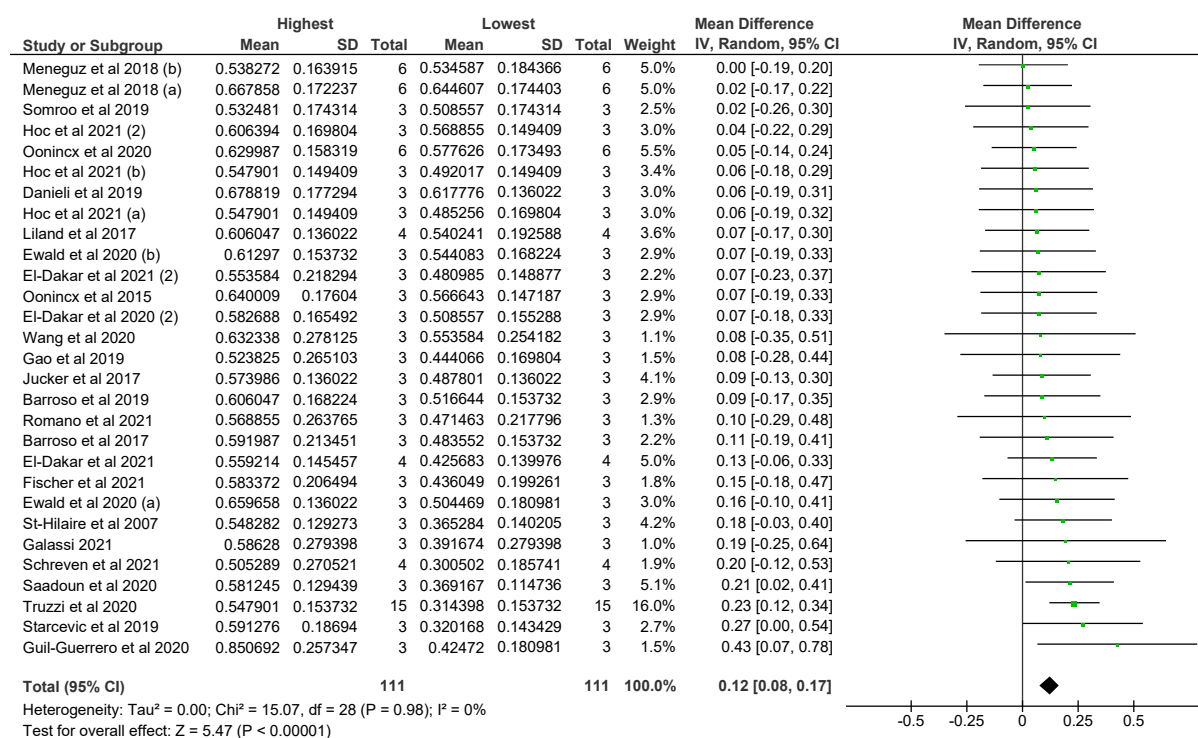 Highest Lowest Mean Difference Mean Difference
Study or Subgroup Mean SD Total Mean SD Total Weight IV, Random, 95% CI IV, Random, 95% CI
Meneguz et al 2018 (b) 0.538272 0.163915 6 0.534587 0.184366 6 5.0% 0.00 [-0.19, 0.20]
Meneguz et al 2018 (a) 0.667858 0.172237 6 0.644607 0.174403 6 5.0% 0.02 [-0.17, 0.22]
Somroo et al 2019 0.532481 0.174314 3 0.508557 0.174314 3 2.5% 0.02 [-0.26, 0.30]
Hoc et al 2021 (2) 0.606394 0.169804 3 0.568855 0.149409 3 3.0% 0.04 [-0.22, 0.29]
Oonincx et al 2020 0.629987 0.158319 6 0.577626 0.173493 6 5.5% 0.05 [-0.14, 0.24]
Hoc et al 2021 (b) 0.547901 0.149409 3 0.492017 0.149409 3 3.4% 0.06 [-0.18, 0.29]
Danieli et al 2019 0.678819 0.177294 3 0.617776 0.136022 3 3.0% 0.06 [-0.19, 0.31]
Hoc et al 2021 (a) 0.547901 0.149409 3 0.485256 0.169804 3 3.0% 0.06 [-0.19, 0.32]
Liland et al 2017 0.606047 0.136022 4 0.540241 0.192588 4 3.6% 0.07 [-0.17, 0.30]
Ewald et al 2020 (b) 0.61297 0.153732 3 0.544083 0.168224 3 2.9% 0.07 [-0.19, 0.33]
El-Dakar et al 2021 (2) 0.553584 0.218294 3 0.480985 0.148877 3 2.2% 0.07 [-0.23, 0.37]
Oonincx et al 2015 0.640009 0.17604 3 0.566643 0.147187 3 2.9% 0.07 [-0.19, 0.33]
El-Dakar et al 2020 (2) 0.582688 0.165492 3 0.508557 0.155288 3 2.9% 0.07 [-0.18, 0.33]
Wang et al 2020 0.632338 0.278125 3 0.553584 0.254182 3 1.1% 0.08 [-0.35, 0.51]
Gao et al 2019 0.523825 0.265103 3 0.444066 0.169804 3 1.5% 0.08 [-0.28, 0.44]
Jucker et al 2017 0.573986 0.136022 3 0.487801 0.136022 3 4.1% 0.09 [-0.13, 0.30]
Barroso et al 2019 0.606047 0.168224 3 0.516644 0.153732 3 2.9% 0.09 [-0.17, 0.35]
Romano et al 2021 0.568855 0.263765 3 0.471463 0.217796 3 1.3% 0.10 [-0.29, 0.48]
Barroso et al 2017 0.591987 0.213451 3 0.483552 0.153732 3 2.2% 0.11 [-0.19, 0.41]
El-Dakar et al 2021 0.559214 0.145457 4 0.425683 0.139976 4 5.0% 0.13 [-0.06, 0.33]
Fischer et al 2021 0.583372 0.206494 3 0.436049 0.199261 3 1.8% 0.15 [-0.18, 0.47]
Ewald et al 2020 (a) 0.659658 0.136022 3 0.504469 0.180981 3 3.0% 0.16 [-0.10, 0.41]
St-Hilaire et al 2007 0.548282 0.129273 3 0.365284 0.140205 3 4.2% 0.18 [-0.03, 0.40]
Galassi 2021 0.58628 0.279398 3 0.391674 0.279398 3 1.0% 0.19 [-0.25, 0.64]
Schreven et al 2021 0.505289 0.270521 4 0.300502 0.185741 4 1.9% 0.20 [-0.12, 0.53]
Saadoun et al 2020 0.581245 0.129439 3 0.369167 0.114736 3 5.1% 0.21 [0.02, 0.41]
Truzzi et al 2020 0.547901 0.153732 15 0.314398 0.153732 15 16.0% 0.23 [0.12, 0.34]
Starcevic et al 2019 0.591276 0.18694 3 0.320168 0.143429 3 2.7% 0.27 [0.00, 0.54]
Guil-Guerrero et al 2020 0.850692 0.257347 3 0.42472 0.180981 3 1.5% 0.43 [0.07, 0.78]
Total (95% CI) 111 111 100.0% 0.12 [0.08, 0.17]
Heterogeneity: Tau² = 0.00; Chi² = 15.07, df = 28 (P = 0.98); I² = 0%
Test for overall effect: Z = 5.47 (P < 0.00001)
-0.5 -0.25 0 0.25 0.5